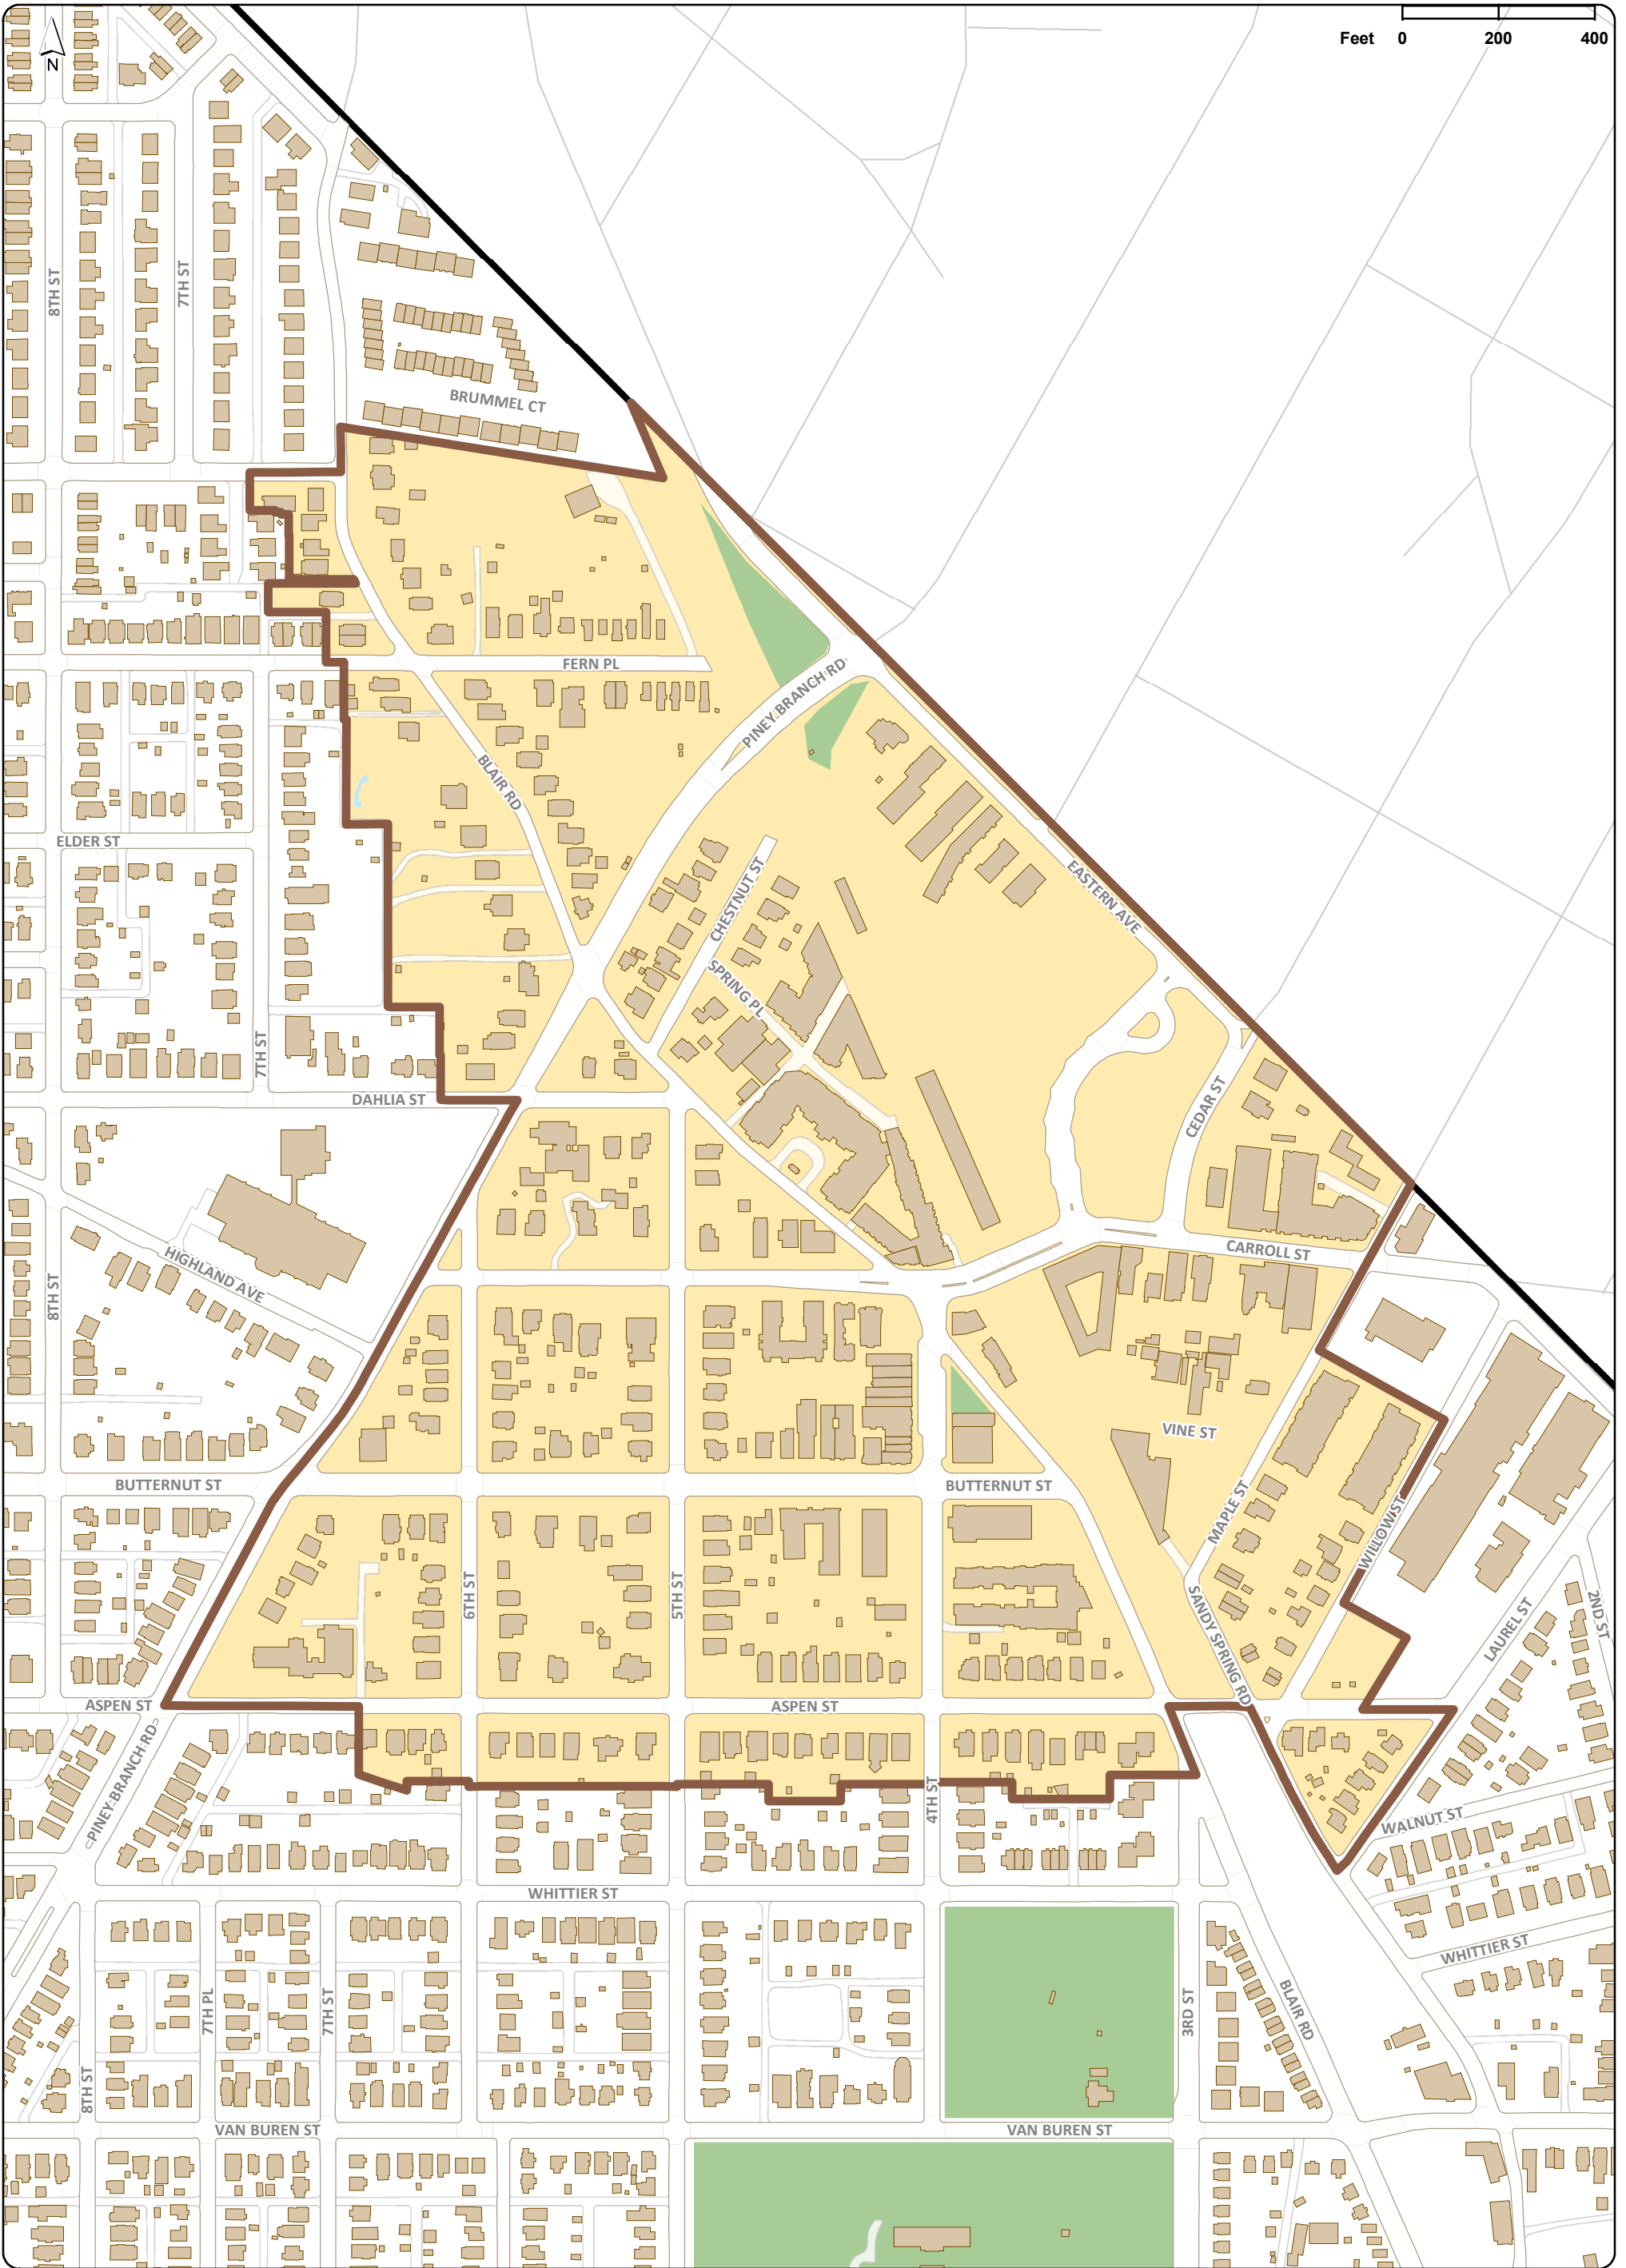 Feet 0 200 400
N
8TH ST
7TH ST
BRUMMEL CT
FERN PL
PINEY BRANCH RD
BLAIR RD
ELDER ST
CHESTNUT ST
EASTERN AVE
SPRING PL
7TH ST
DAHLIA ST
CEDAR ST
HIGHLAND AVE
CARROLL ST
8TH ST
VINE ST
BUTTERNUT ST
BUTTERNUT ST
MAPLE ST
WILLOW ST
6TH ST
5TH ST
SANDY SPRING RD
LAUREL ST
2ND ST
ASPEN ST
ASPEN ST
PINEY BRANCH RD
4TH ST
WALNUT ST
WHITTIER ST
WHITTIER ST
7TH PL
7TH ST
3RD ST
BLAIR RD
8TH ST
VAN BUREN ST
VAN BUREN ST